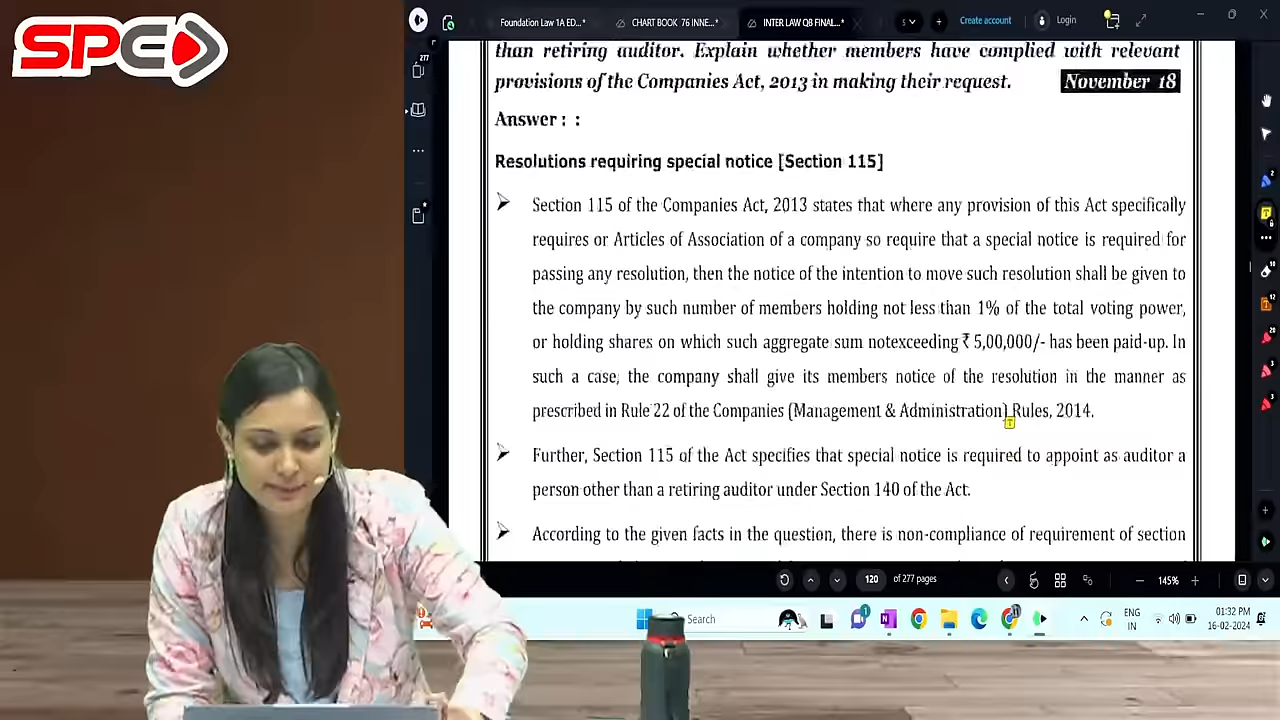 SPC
Foundation Law 1A ED...*
CHART BOOK 76 INNE...*
INTER LAW QB FINAL...*
Create account
Login
than retiring auditor. Explain whether members have complied with relevant
provisions of the Companies Act, 2013 in making their request.
November 18
Answer : :
Resolutions requiring special notice [Section 115]
Section 115 of the Companies Act, 2013 states that where any provision of this Act specifically
requires or Articles of Association of a company so require that a special notice is required for
passing any resolution, then the notice of the intention to move such resolution shall be given to
the company by such number of members holding not less than 1% of the total voting power,
or holding shares on which such aggregate sum notexceeding ₹ 5,00,000/- has been paid-up. In
such a case, the company shall give its members notice of the resolution in the manner as
prescribed in Rule 22 of the Companies (Management & Administration) Rules, 2014.
Further, Section 115 of the Act specifies that special notice is required to appoint as auditor a
person other than a retiring auditor under Section 140 of the Act.
According to the given facts in the question, there is non-compliance of requirement of section
120 of 277 pages
145%
Search
ENG
IN
01:32 PM
16-02-2024
277